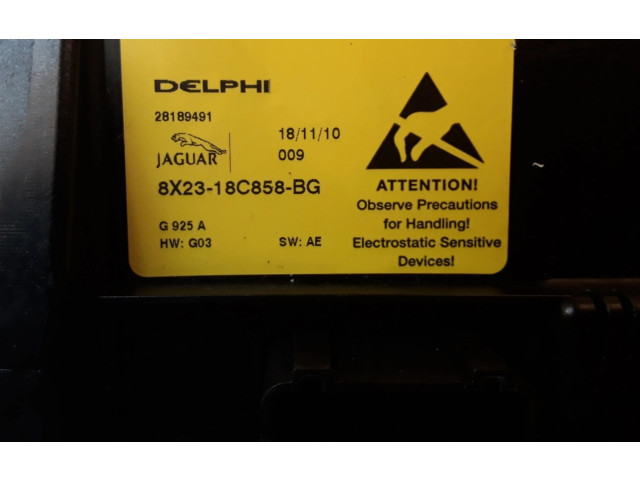 DELPHI
28189491
18/11/10
JAGUAR
009
8X23-18C858-BG
G 925 A
HW: G03
SW: AE
ATTENTION!
Observe Precautions
for Handling!
Electrostatic Sensitive
Devices!